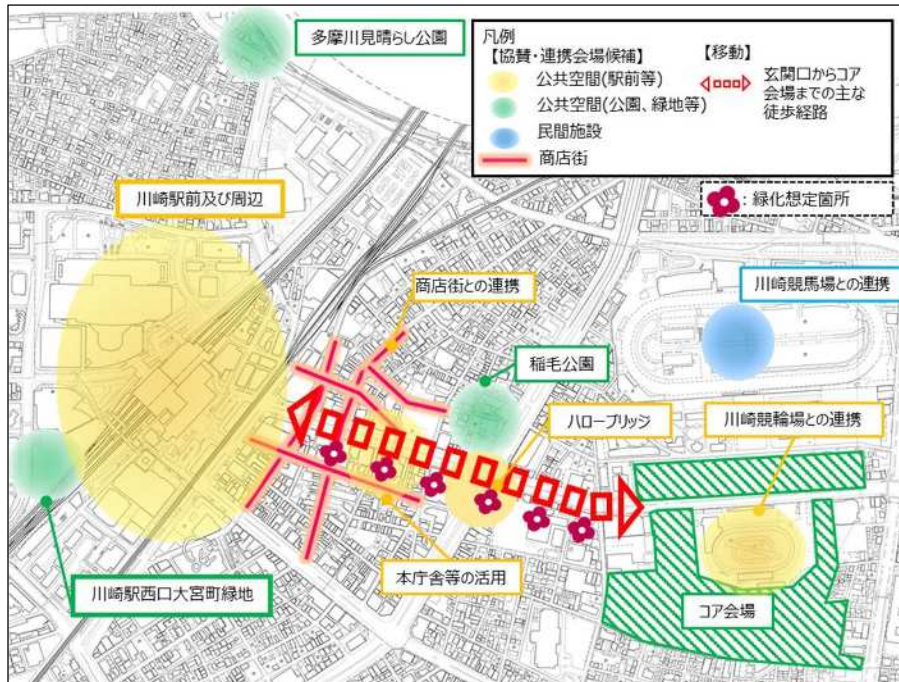 多摩川見晴らし公園
凡例
【協賛・連携会場候補】
【移動】
公共空間(駅前等)
公共空間(公園、緑地等)
民間施設
商店街
玄関口からコア
会場までの主な
徒歩経路
：緑化想定箇所
川崎駅前及び周辺
商店街との連携
川崎競馬場との連携
稲毛公園
ハローブリッジ
川崎競輪場との連携
本庁舎等の活用
川崎駅西口大宮町緑地
コア会場